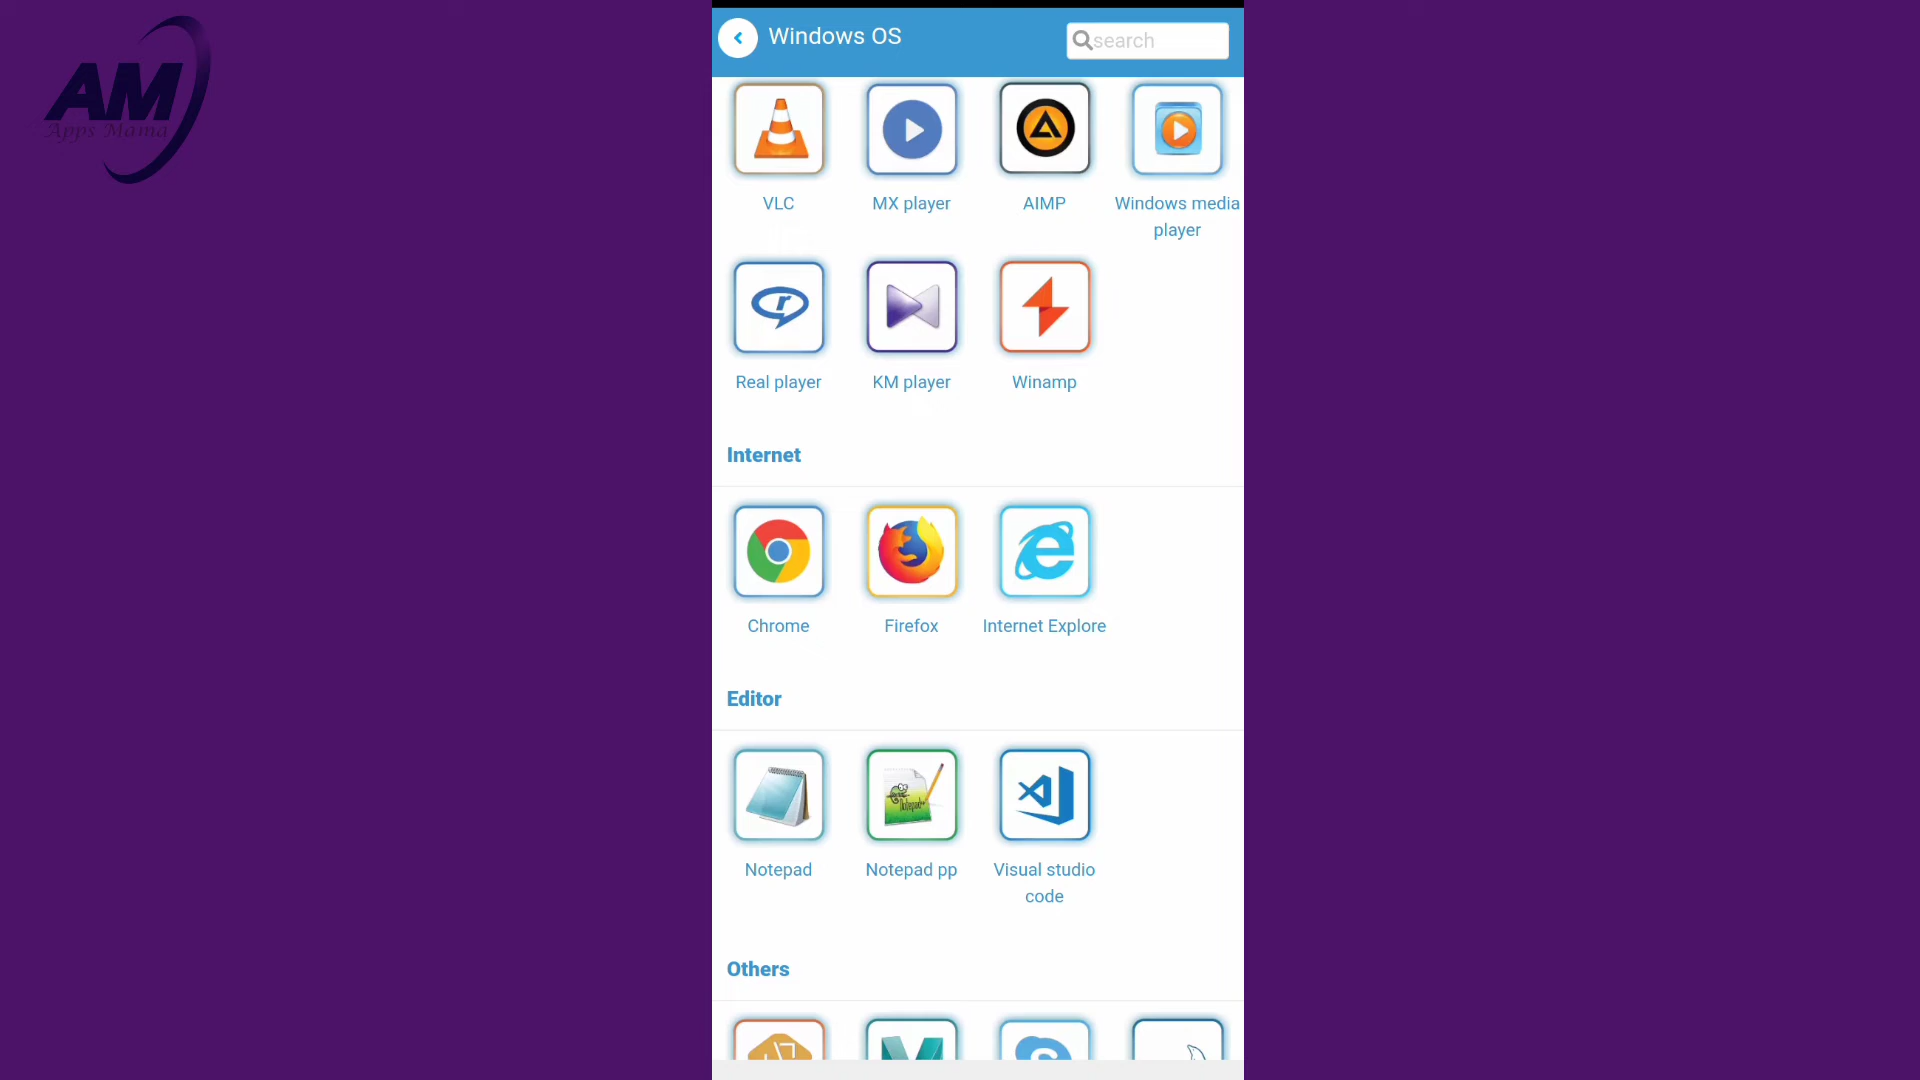 AM
Apps Mama
Windows OS
search
VLC
MX player
AIMP
Windows media
player
Real player
KM player
Winamp
Internet
Chrome
Firefox
Internet Explore
Editor
Notepad++
Notepad
Notepad pp
Visual studio
code
Others